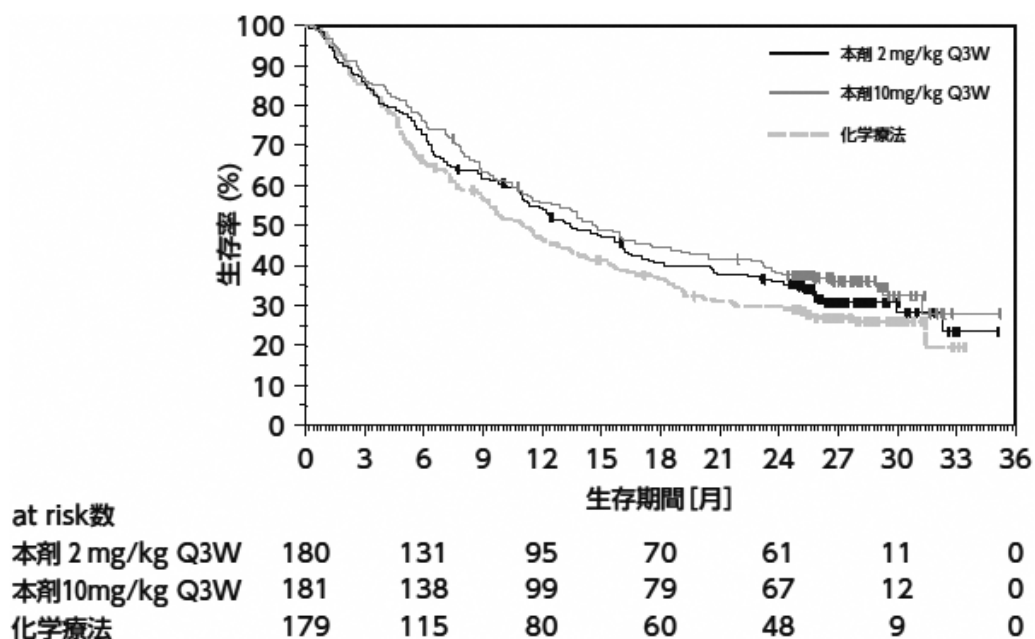 100
90
80
70
60
50
40
30
20
10
0
生存率 (%)
本剤 2 mg/kg Q3W
本剤10mg/kg Q3W
化学療法
0 3 6 9 12 15 18 21 24 27 30 33 36
生存期間 [月]
at risk数
本剤 2 mg/kg Q3W 180 131 95 70 61 11 0
本剤10mg/kg Q3W 181 138 99 79 67 12 0
化学療法 179 115 80 60 48 9 0